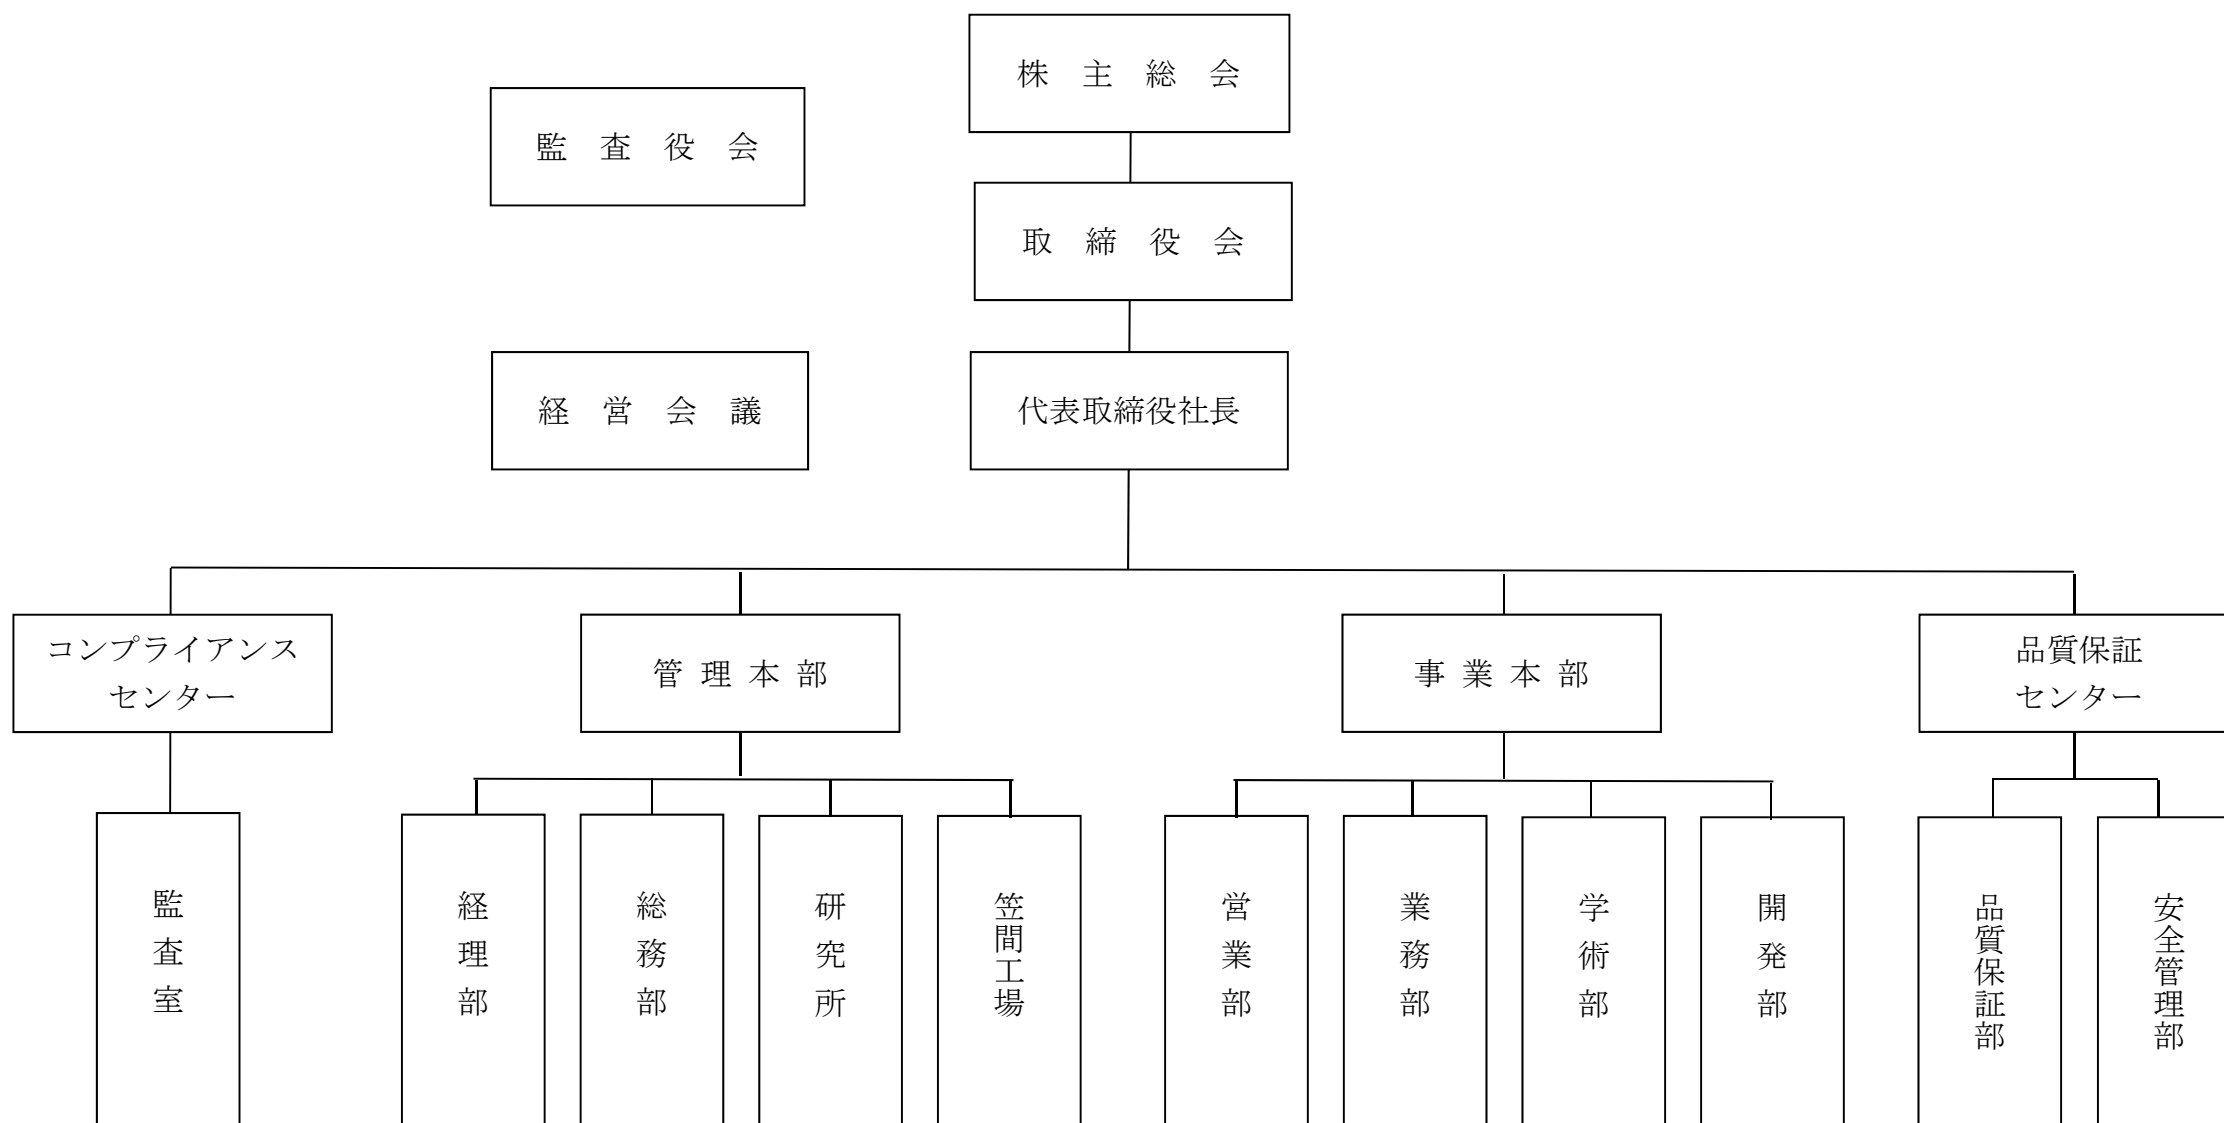 株　主　総　会
監　査　役　会
取　締　役　会
経　営　会　議
代表取締役社長
コンプライアンス
センター
管 理 本 部
事 業 本 部
品質保証
センター
監査室
経理部
総務部
研究所
笠間工場
営業部
業務部
学術部
開発部
品質保証部
安全管理部